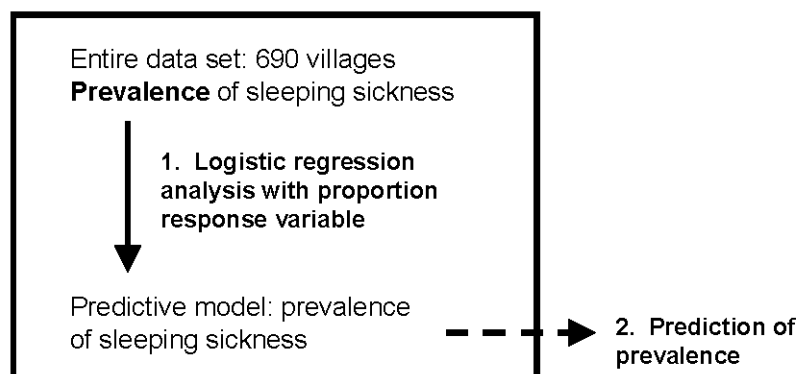 Entire data set: 690 villages
Prevalence of sleeping sickness
1. Logistic regression
analysis with proportion
response variable
Predictive model: prevalence
of sleeping sickness
2. Prediction of
prevalence